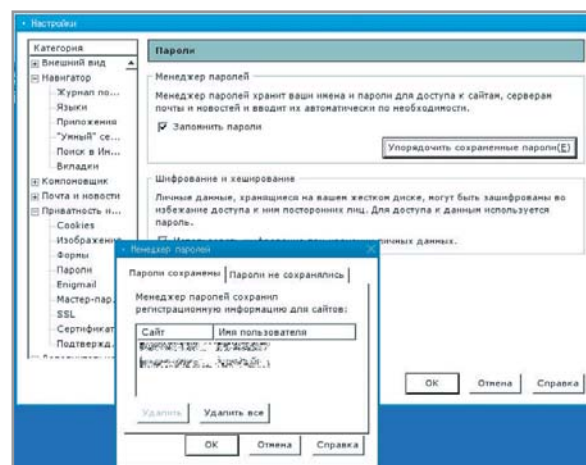 Настройки
Категория
Внешний вид
Навигатор
Журнал по...
Языки
Приложения
"Умный" се...
Поиск в Ин...
Вкладки
Компоновщик
Почта и новости
Приватность и...
Cookies
Изображения
Формы
Пароли
Enigmail
Мастер-пар...
SSL
Сертификат
Подтвержд.
Пароли
Менеджер паролей
Менеджер паролей хранит ваши имена и пароли для доступа к сайтам, серверам
почты и новостей и вводит их автоматически по необходимости.
Запомнить пароли
Упорядочить сохраненные пароли(E)
Шифрование и хеширование
Личные данные, хранящиеся на вашем жестком диске, могут быть зашифрованы во
избежание доступа к ним посторонних лиц. Для доступа к данным используется
пароль.
личных данных.
Менеджер паролей
Пароли сохранены
Пароли не сохранялись
Менеджер паролей сохранил
регистрационную информацию для сайтов:
Сайт
Имя пользователя
Удалить
Удалить все
ОК
Отмена
Справка
ОК
Отмена
Справка